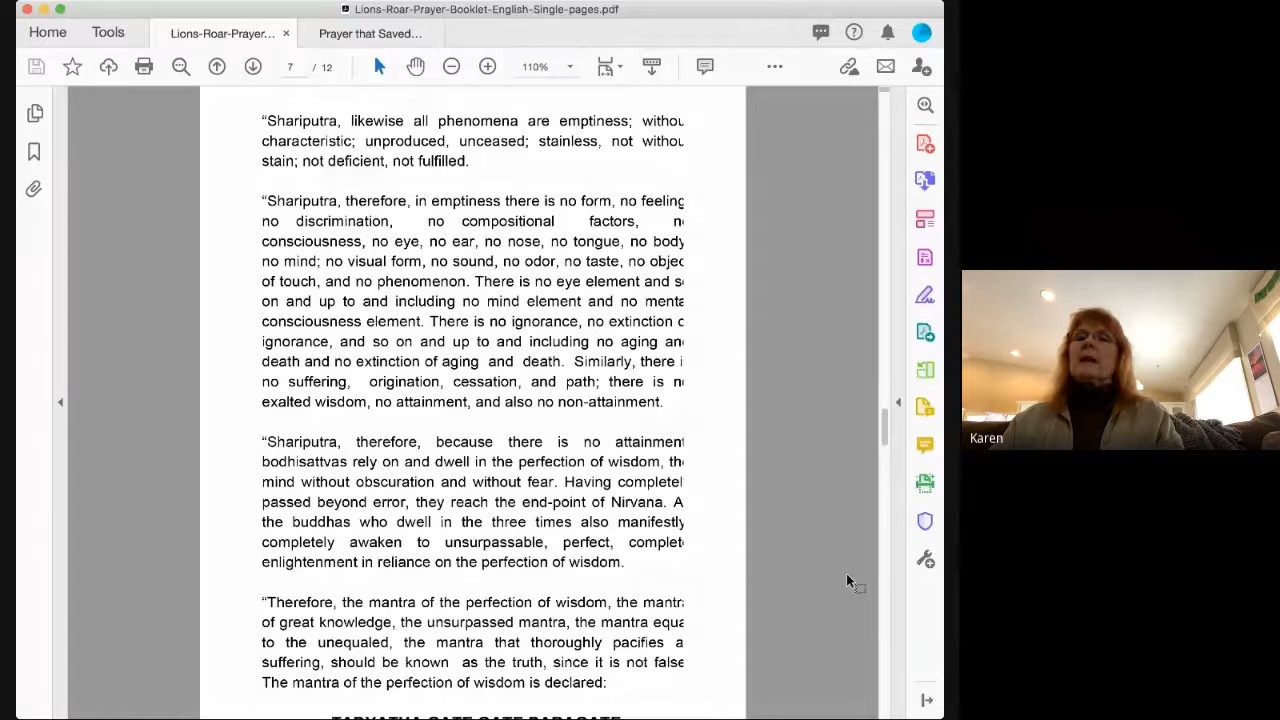 Lions-Roar-Prayer-Booklet-English-Single-pages.pdf
Home Tools Lions-Roar-Prayer... × Prayer that Saved...
7 / 12 110%
“Shariputra, likewise all phenomena are emptiness; withou
characteristic; unproduced, unceased; stainless, not withou
stain; not deficient, not fulfilled.
“Shariputra, therefore, in emptiness there is no form, no feeling
no discrimination, no compositional factors, n
consciousness, no eye, no ear, no nose, no tongue, no body
no mind; no visual form, no sound, no odor, no taste, no objec
of touch, and no phenomenon. There is no eye element and s
on and up to and including no mind element and no menta
consciousness element. There is no ignorance, no extinction
ignorance, and so on and up to and including no aging an
death and no extinction of aging and death. Similarly, there i
no suffering, origination, cessation, and path; there is n
exalted wisdom, no attainment, and also no non-attainment.
“Shariputra, therefore, because there is no attainment
bodhisattvas rely on and dwell in the perfection of wisdom, th
mind without obscuration and without fear. Having completel
passed beyond error, they reach the end-point of Nirvana. A
the buddhas who dwell in the three times also manifestly
completely awaken to unsurpassable, perfect, complet
enlightenment in reliance on the perfection of wisdom.
“Therefore, the mantra of the perfection of wisdom, the mantr
of great knowledge, the unsurpassed mantra, the mantra equa
to the unequaled, the mantra that thoroughly pacifies a
suffering, should be known as the truth, since it is not false
The mantra of the perfection of wisdom is declared:
TADYATHA GATE GATE PARAGATE
Karen